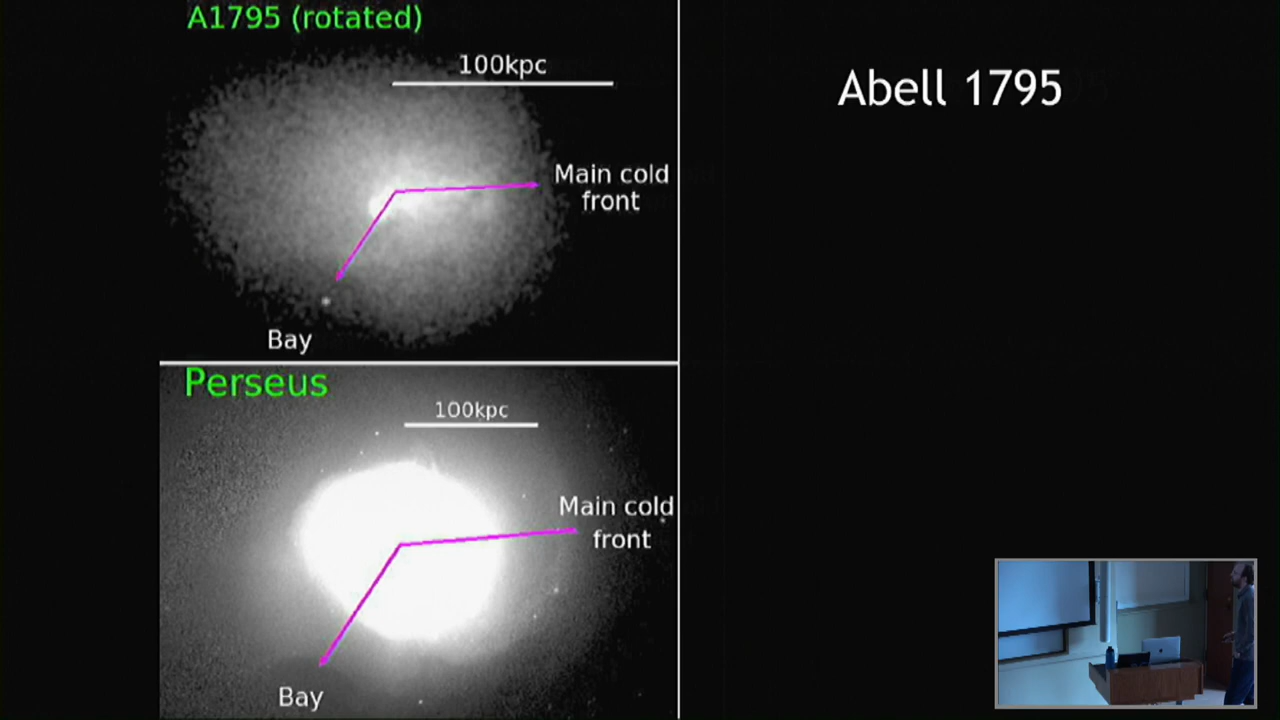 A1795 (rotated)
100kpc
Main cold
front
Bay
Abell 1795
Perseus
100kpc
Main cold
front
Bay